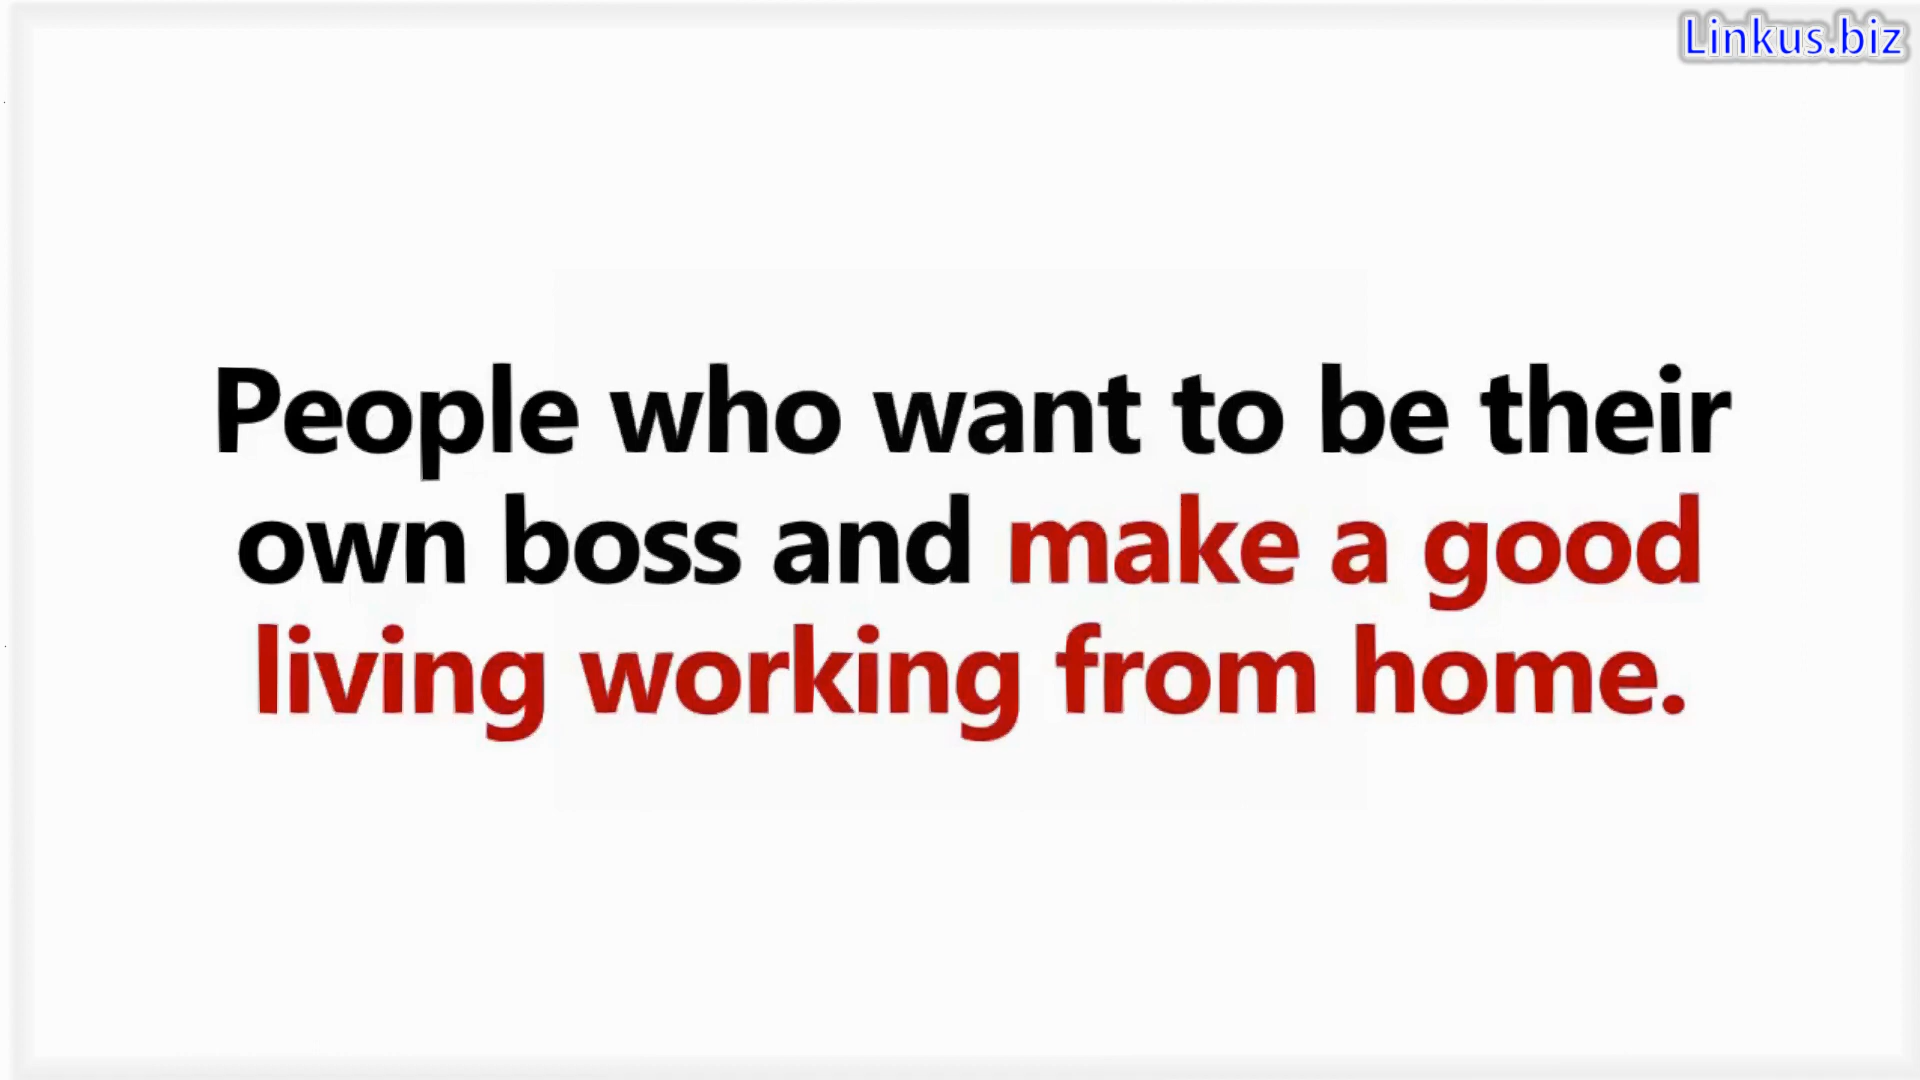 Linkus.biz
People who want to be their
own boss and make a good
living working from home.